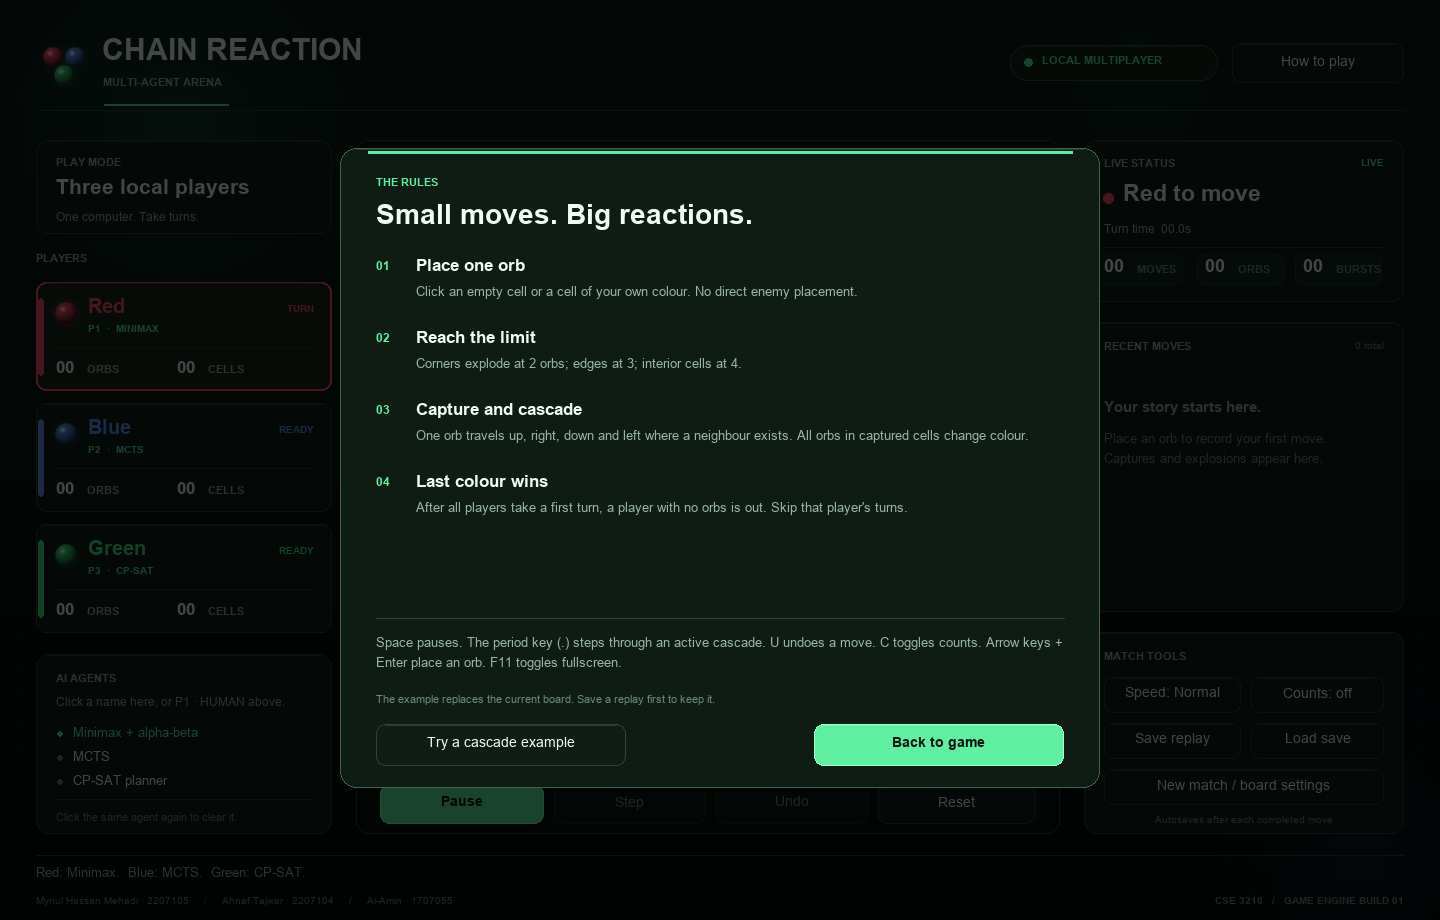 CHAIN REACTION
MULTI-AGENT ARENA
LOCAL MULTIPLAYER
How to play
PLAY MODE
Three local players
One computer. Take turns.
PLAYERS
Red
TURN
P1 · MINIMAX
00 ORBS 00 CELLS
Blue
READY
P2 · MCTS
00 ORBS 00 CELLS
Green
READY
P3 · CP-SAT
00 ORBS 00 CELLS
AI AGENTS
Click a name here, or P1 · HUMAN above.
Minimax + alpha-beta
MCTS
CP-SAT planner
Click the same agent again to clear it.
THE RULES
Small moves. Big reactions.
01 Place one orb
Click an empty cell or a cell of your own colour. No direct enemy placement.
02 Reach the limit
Corners explode at 2 orbs; edges at 3; interior cells at 4.
03 Capture and cascade
One orb travels up, right, down and left where a neighbour exists. All orbs in captured cells change colour.
04 Last colour wins
After all players take a first turn, a player with no orbs is out. Skip that player's turns.
Space pauses. The period key (.) steps through an active cascade. U undoes a move. C toggles counts. Arrow keys +
Enter place an orb. F11 toggles fullscreen.
The example replaces the current board. Save a replay first to keep it.
Try a cascade example
Back to game
Pause
Step
Undo
Reset
LIVE STATUS
LIVE
Red to move
Turn time 00.0s
00 MOVES 00 ORBS 00 BURSTS
RECENT MOVES
0 total
Your story starts here.
Place an orb to record your first move.
Captures and explosions appear here.
MATCH TOOLS
Speed: Normal
Counts: off
Save replay
Load save
New match / board settings
Autosaves after each completed move
Red: Minimax. Blue: MCTS. Green: CP-SAT.
Mynul Hassan Mehadi · 2207105 / Ahnaf Tajwar · 2207104 / Al-Amin · 1707055
CSE 3210 / GAME ENGINE BUILD 01